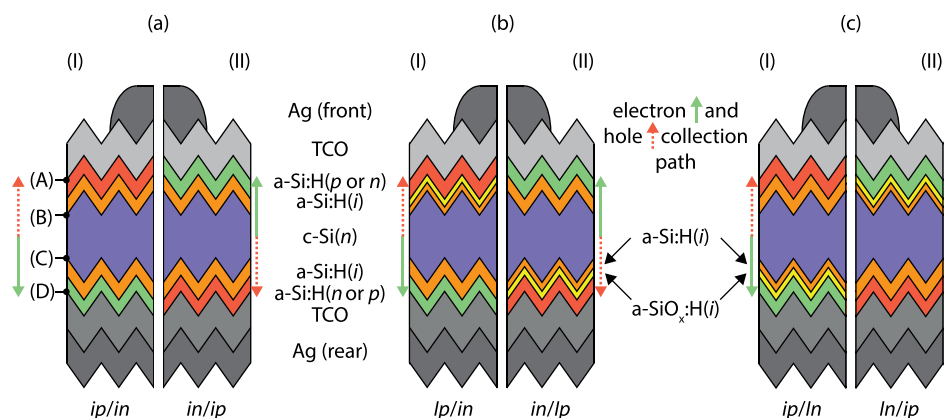 (a)
(b)
(c)
(I)
(II)
(I)
(II)
(I)
(II)
Ag (front)
TCO
a-Si:H(p or n)
a-Si:H(i)
c-Si(n)
a-Si:H(i)
a-Si:H(n or p)
TCO
Ag (rear)
(A)
(B)
(C)
(D)
electron and
hole collection
path
a-Si:H(i)
a-SiOx:H(i)
ip/in
in/ip
Ip/in
in/Ip
ip/In
In/ip